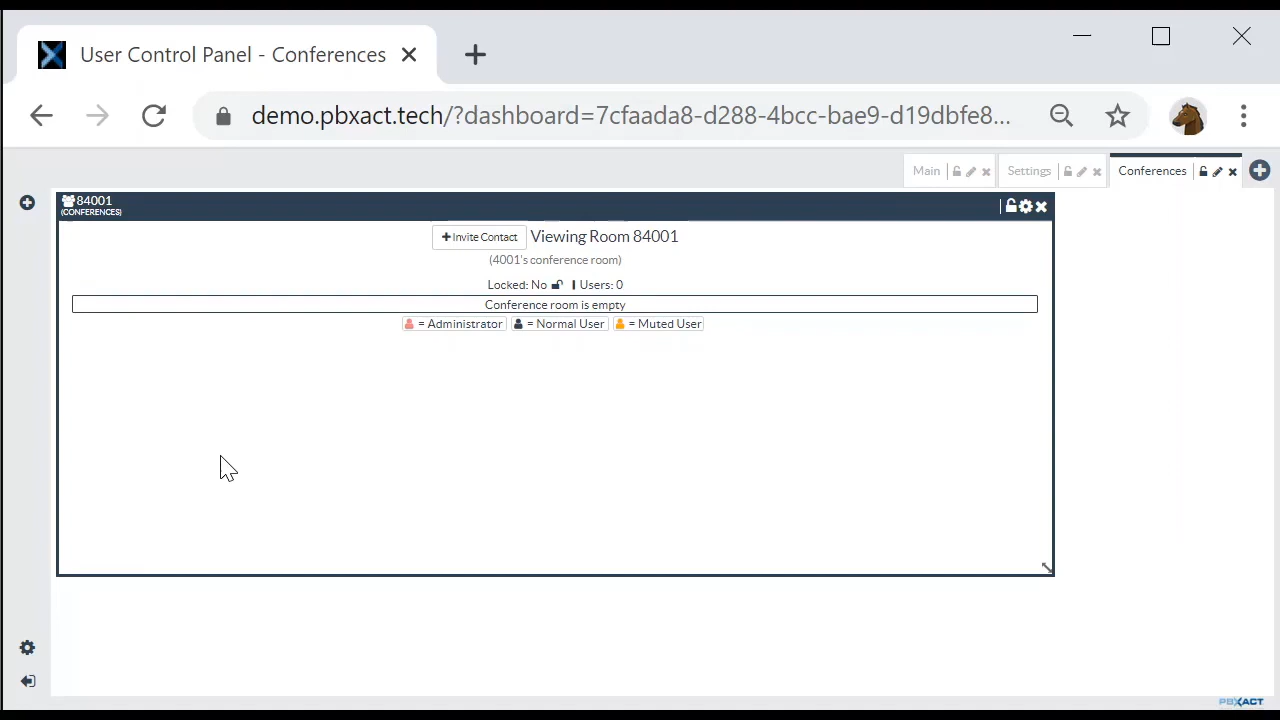 User Control Panel - Conferences
demo.pbxact.tech/?dashboard=7cfaada8-d288-4bcc-bae9-d19dbfe8...
Main
Settings
Conferences
84001
(CONFERENCES)
Invite Contact
Viewing Room 84001
(4001's conference room)
Locked: No
Users: 0
Conference room is empty
= Administrator
= Normal User
= Muted User
PBXACT